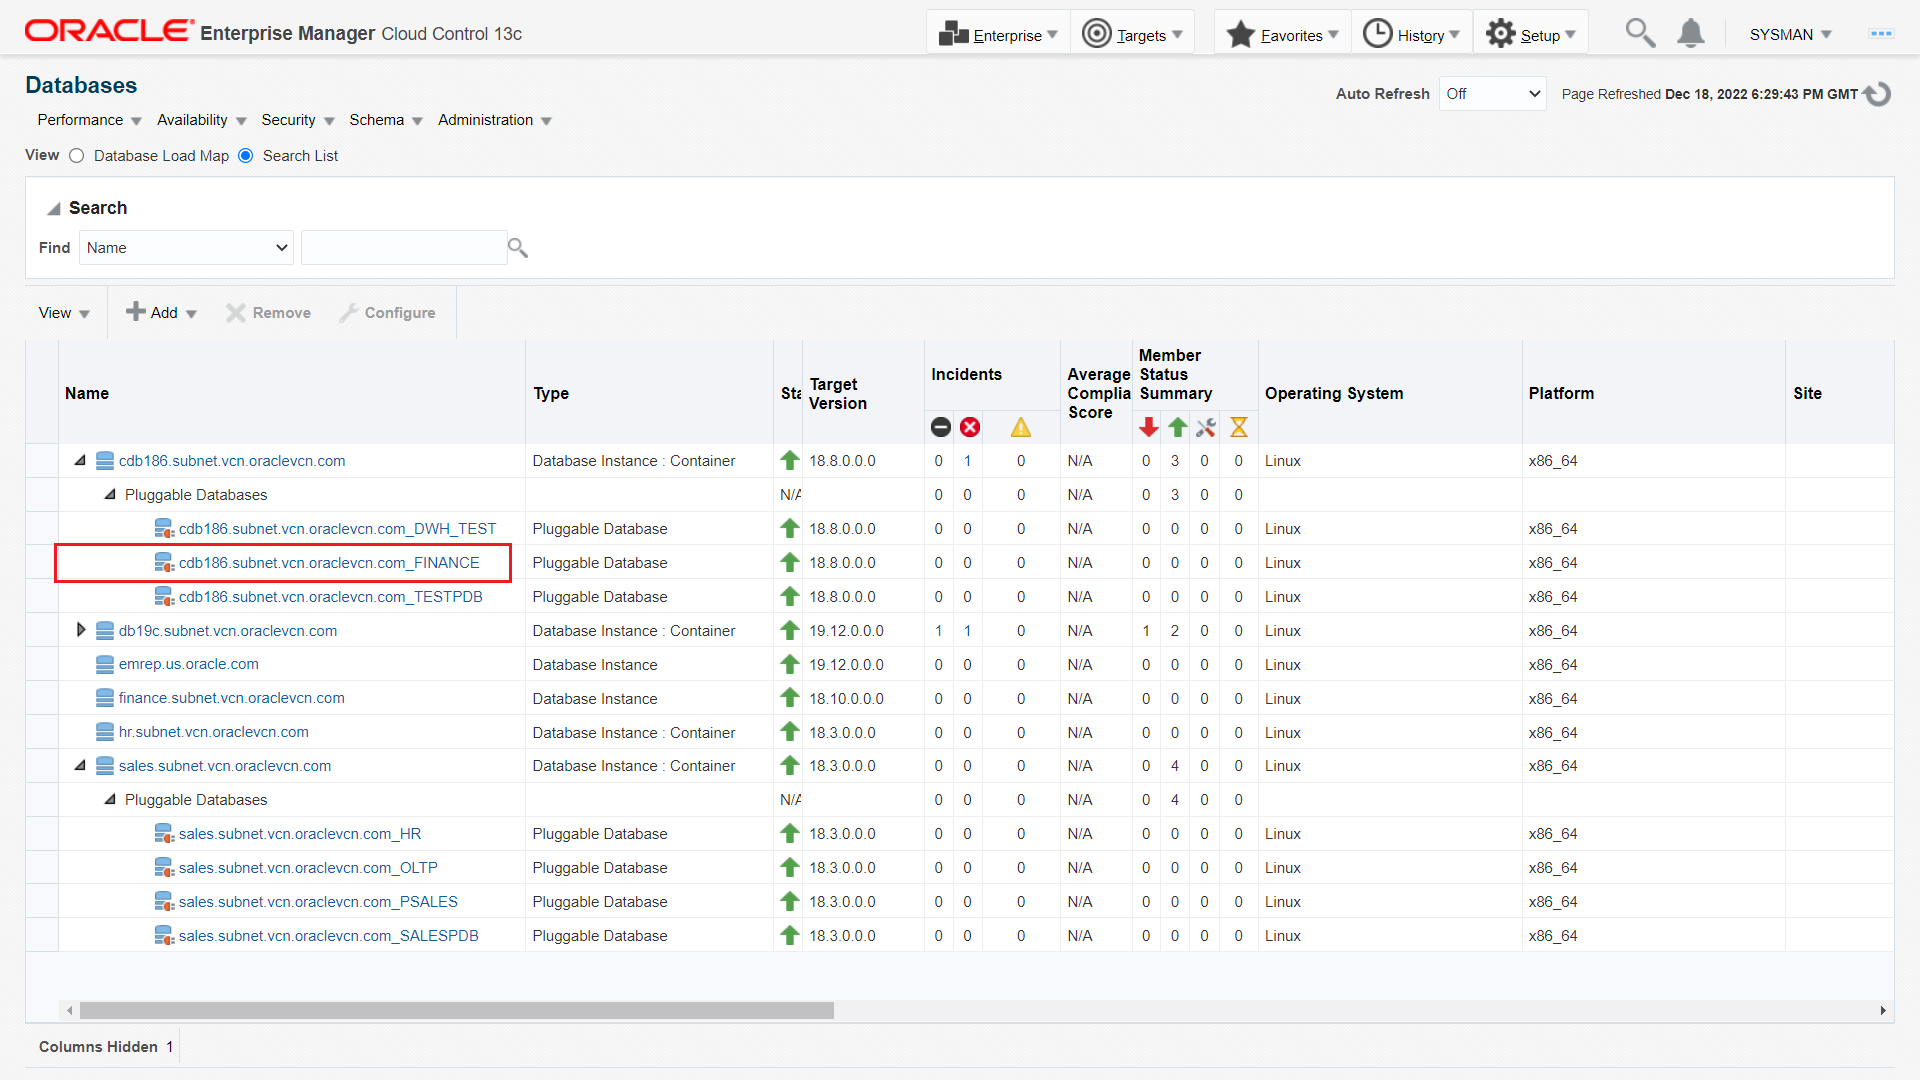 ORACLE Enterprise Manager Cloud Control 13c
Enterprise Targets Favorites History Setup SYSMAN
Databases
Auto Refresh Off Page Refreshed Dec 18, 2022 6:29:43 PM GMT
Performance Availability Security Schema Administration
View Database Load Map Search List
Search
Find Name
View Add Remove Configure
Name Type Sta Target Version Incidents Average Complia Score Member Status Summary Operating System Platform Site
cdb186.subnet.vcn.oraclevcn.com Database Instance : Container 18.8.0.0.0 0 1 0 N/A 0 3 0 0 Linux x86_64
Pluggable Databases N/A 0 0 0 N/A 0 3 0 0
cdb186.subnet.vcn.oraclevcn.com_DWH_TEST Pluggable Database 18.8.0.0.0 0 0 0 N/A 0 0 0 0 Linux x86_64
cdb186.subnet.vcn.oraclevcn.com_FINANCE Pluggable Database 18.8.0.0.0 0 0 0 N/A 0 0 0 0 Linux x86_64
cdb186.subnet.vcn.oraclevcn.com_TESTPDB Pluggable Database 18.8.0.0.0 0 0 0 N/A 0 0 0 0 Linux x86_64
db19c.subnet.vcn.oraclevcn.com Database Instance : Container 19.12.0.0.0 1 1 0 N/A 1 2 0 0 Linux x86_64
emrep.us.oracle.com Database Instance 19.12.0.0.0 0 0 0 N/A 0 0 0 0 Linux x86_64
finance.subnet.vcn.oraclevcn.com Database Instance 18.10.0.0.0 0 0 0 N/A 0 0 0 0 Linux x86_64
hr.subnet.vcn.oraclevcn.com Database Instance : Container 18.3.0.0.0 0 0 0 N/A 0 0 0 0 Linux x86_64
sales.subnet.vcn.oraclevcn.com Database Instance : Container 18.3.0.0.0 0 0 0 N/A 0 4 0 0 Linux x86_64
Pluggable Databases N/A 0 0 0 N/A 0 4 0 0
sales.subnet.vcn.oraclevcn.com_HR Pluggable Database 18.3.0.0.0 0 0 0 N/A 0 0 0 0 Linux x86_64
sales.subnet.vcn.oraclevcn.com_OLTP Pluggable Database 18.3.0.0.0 0 0 0 N/A 0 0 0 0 Linux x86_64
sales.subnet.vcn.oraclevcn.com_PSALES Pluggable Database 18.3.0.0.0 0 0 0 N/A 0 0 0 0 Linux x86_64
sales.subnet.vcn.oraclevcn.com_SALESPDB Pluggable Database 18.3.0.0.0 0 0 0 N/A 0 0 0 0 Linux x86_64
Columns Hidden 1